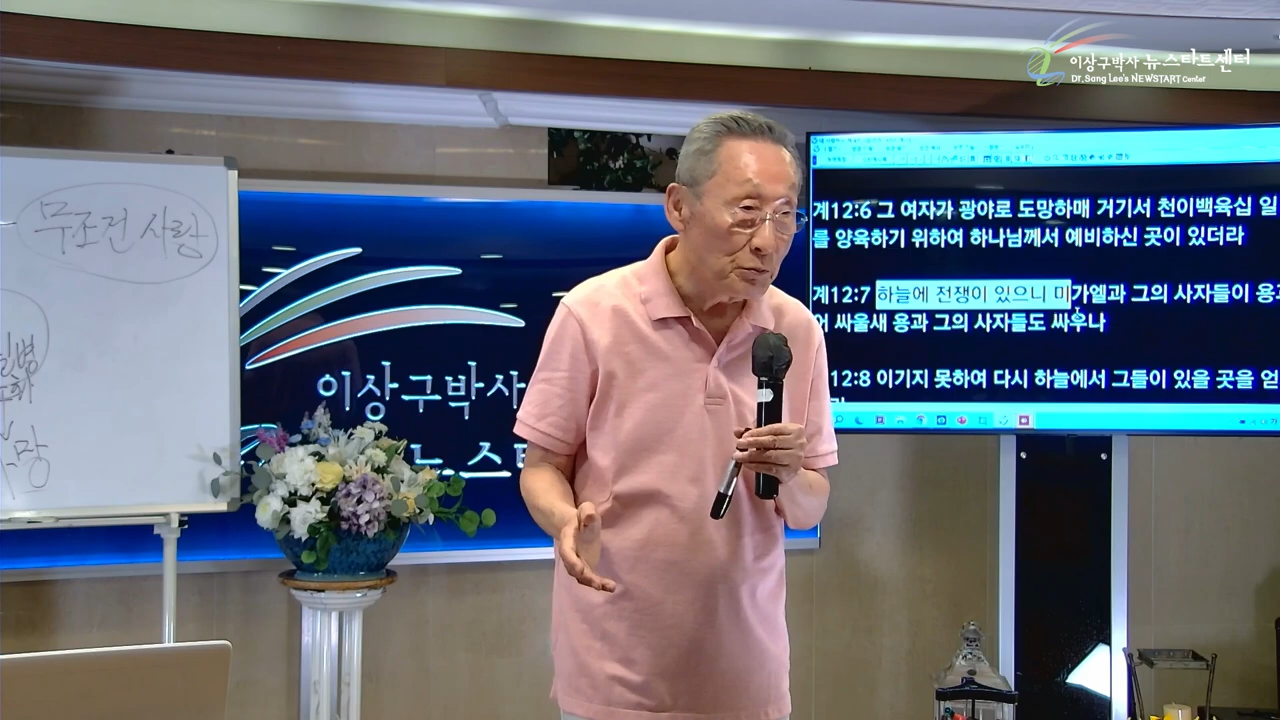 이상구박사 뉴스타트센터
Dr. Sang Lee's NEWSTART Center
무조건 사랑
망
이상구박사
뉴스타
계12:6 그 여자가 광야로 도망하매 거기서 천이백육십 일
를 양육하기 위하여 하나님께서 예비하신 곳이 있더라
계12:7 하늘에 전쟁이 있으니 미가엘과 그의 사자들이 용과
어 싸울새 용과 그의 사자들도 싸우나
12:8 이기지 못하여 다시 하늘에서 그들이 있을 곳을 얻